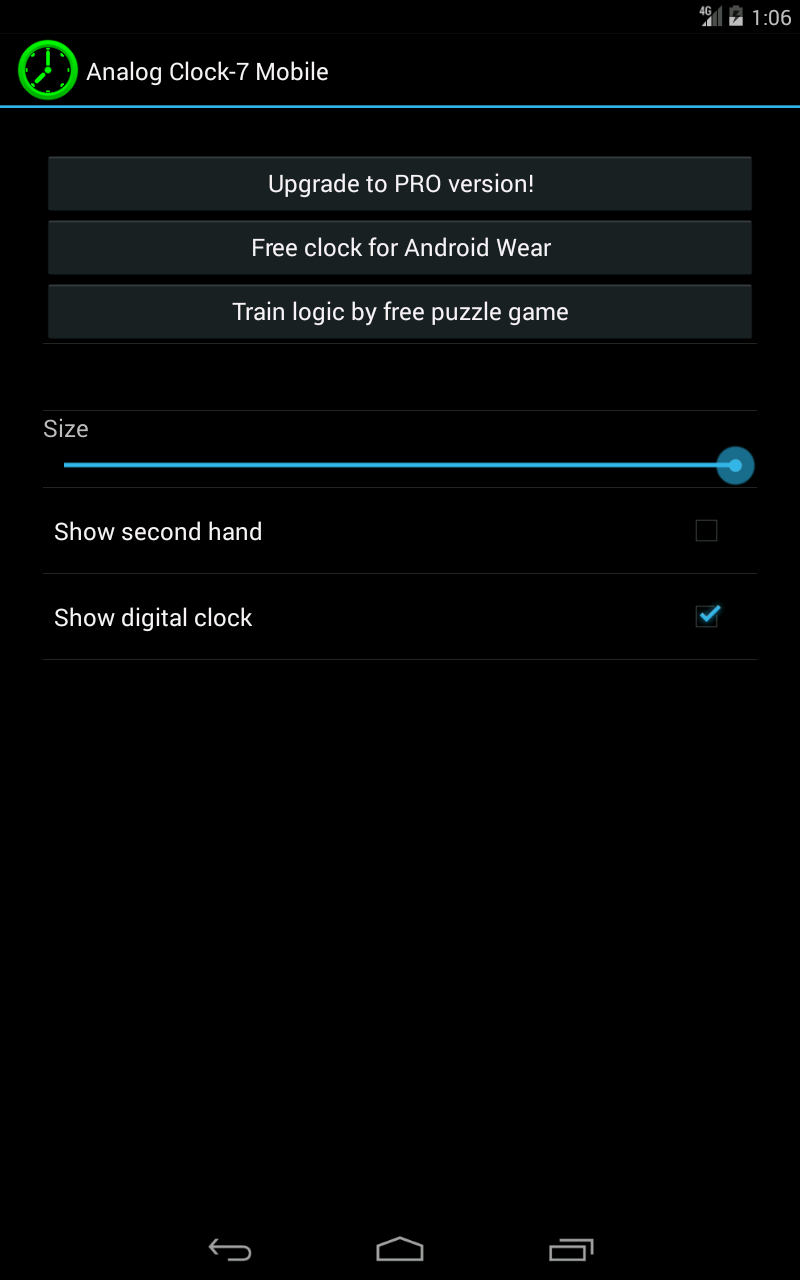 4G 1:06
Analog Clock-7 Mobile
Upgrade to PRO version!
Free clock for Android Wear
Train logic by free puzzle game
Size
Show second hand
Show digital clock